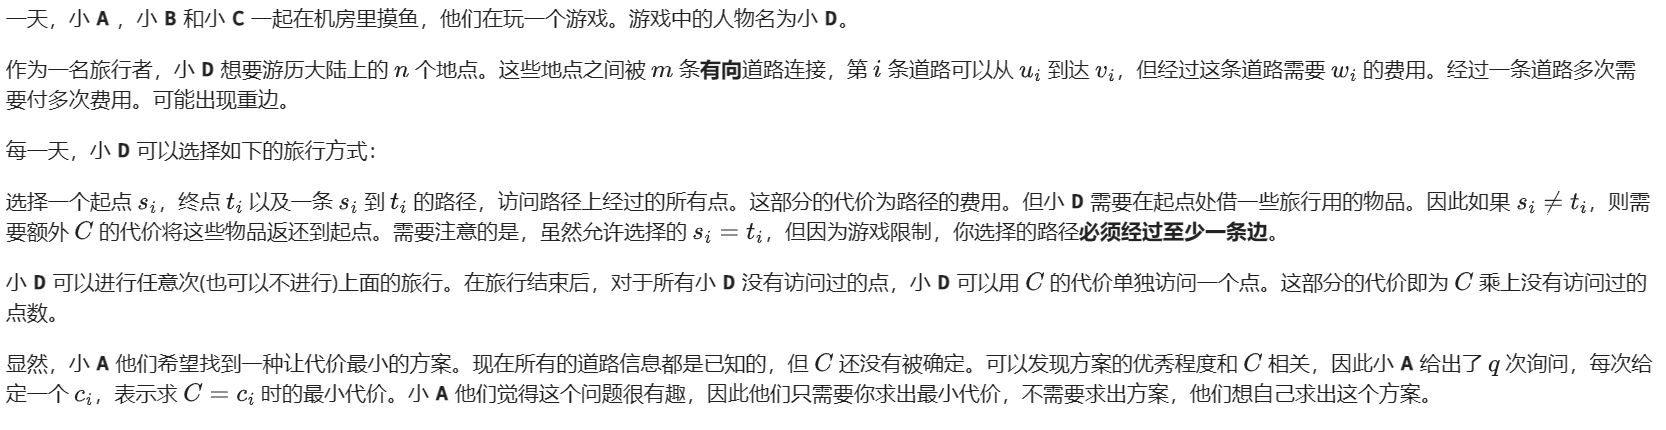 一天，小 A ，小 B 和小 C 一起在机房里摸鱼，他们在玩一个游戏。游戏中的人物名为小 D。
作为一名旅行者，小 D 想要游历大陆上的 n 个地点。这些地点之间被 m 条有向道路连接，第 i 条道路可以从 u_i 到达 v_i，但经过这条道路需要 w_i 的费用。经过一条道路多次需
要付多次费用。可能出现重边。
每一天，小 D 可以选择如下的旅行方式：
选择一个起点 s_i，终点 t_i 以及一条 s_i 到 t_i 的路径，访问路径上经过的所有点。这部分的代价为路径的费用。但小 D 需要在起点处借一些旅行用的物品。因此如果 s_i ≠ t_i，则需
要额外 C 的代价将这些物品返还到起点。需要注意的是，虽然允许选择的 s_i = t_i，但因为游戏限制，你选择的路径必须经过至少一条边。
小 D 可以进行任意次(也可以不进行)上面的旅行。在旅行结束后，对于所有小 D 没有访问过的点，小 D 可以用 C 的代价单独访问一个点。这部分的代价即为 C 乘上没有访问过的
点数。
显然，小 A 他们希望找到一种让代价最小的方案。现在所有的道路信息都是已知的，但 C 还没有被确定。可以发现方案的优秀程度和 C 相关，因此小 A 给出了 q 次询问，每次给
定一个 c_i，表示求 C = c_i 时的最小代价。小 A 他们觉得这个问题很有趣，因此他们只需要你求出最小代价，不需要求出方案，他们想自己求出这个方案。